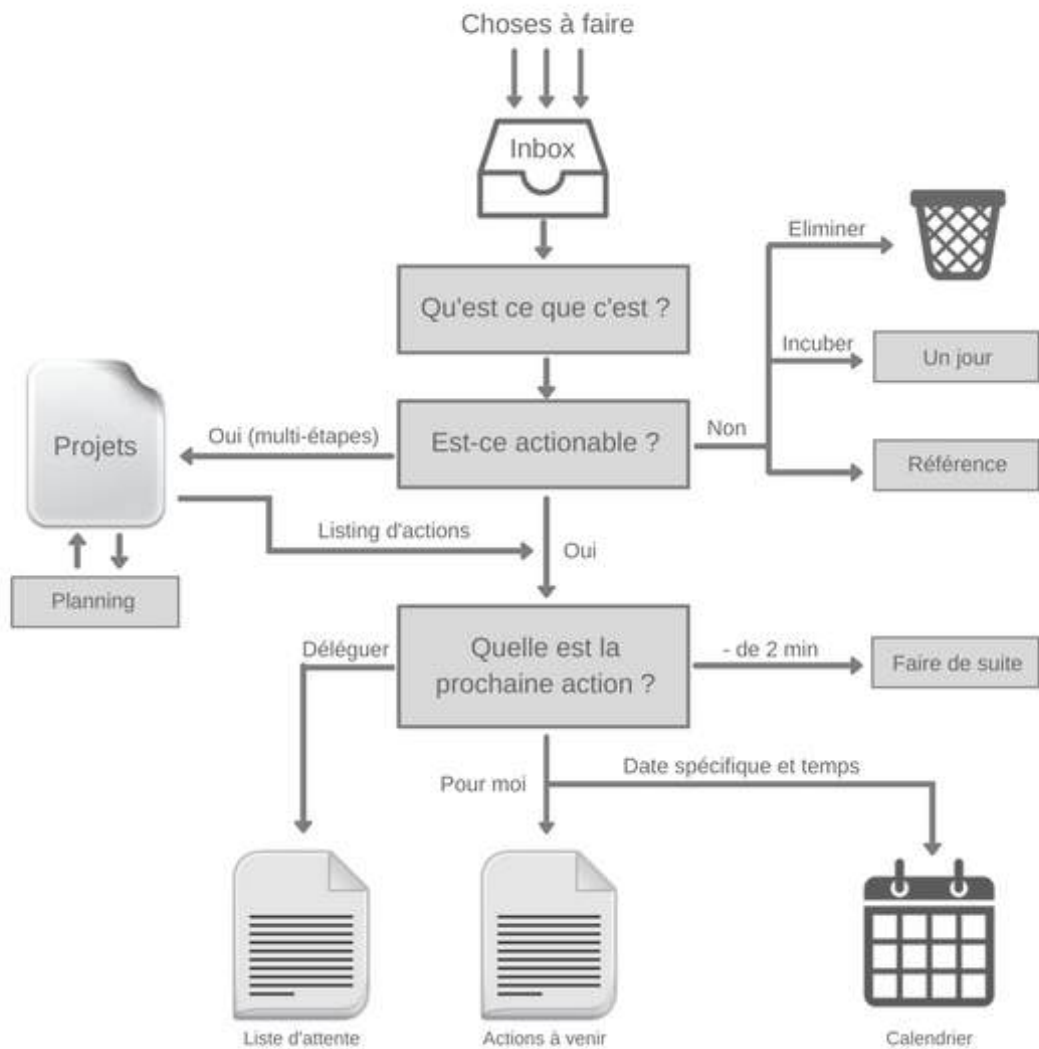 Choses à faire
Inbox
Eliminer
Qu'est ce que c'est ?
Incuber
Un jour
Projets
Oui (multi-étapes)
Est-ce actionable ?
Non
Référence
Listing d'actions
Oui
Planning
Déléguer
Quelle est la
prochaine action ?
- de 2 min
Faire de suite
Pour moi
Date spécifique et temps
Liste d'attente
Actions à venir
Calendrier